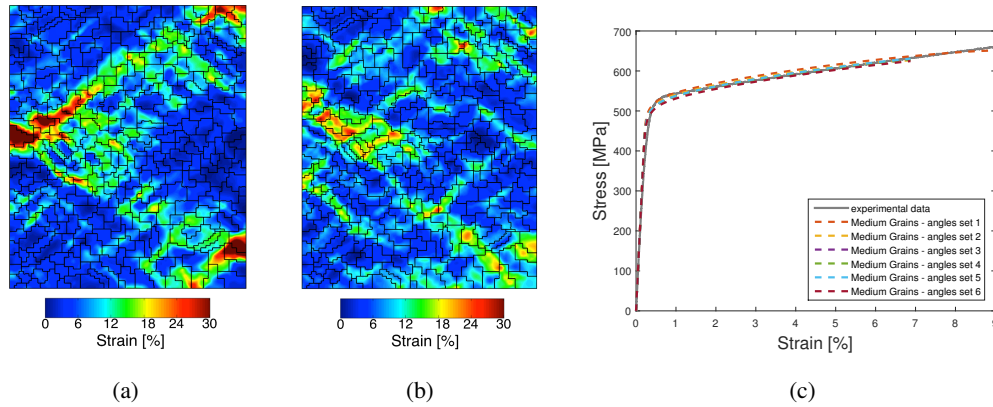 0 6 12 18 24 30
Strain [%]
(a)
0 6 12 18 24 30
Strain [%]
(b)
700
600
500
400
300
200
100
0
Stress [MPa]
0 1 2 3 4 5 6 7 8 9
Strain [%]
experimental data
Medium Grains - angles set 1
Medium Grains - angles set 2
Medium Grains - angles set 3
Medium Grains - angles set 4
Medium Grains - angles set 5
Medium Grains - angles set 6
(c)